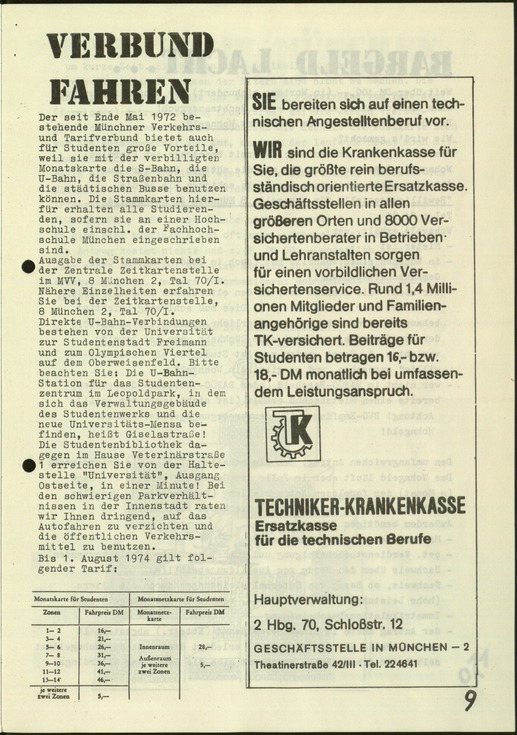 VERBUND
FAHREN
Der seit Ende Mai 1972 be-
stehende Münchner Verkehrs-
und Tarifverbund bietet auch
für Studenten große Vorteile,
weil sie mit der verbilligten
Monatskarte die S-Bahn, die
U-Bahn, die Straßenbahn und
die städtischen Busse benutzen
können. Die Stammkarten hier-
für erhalten alle Studieren-
den, sofern sie an einer Hoch-
schule einschl. der Fachhoch-
schule München eingeschrieben
sind.
Ausgabe der Stammkarten bei
der Zentrale Zeitkartenstelle
im MVV, 8 München 2, Tal 70/I.
Nähere Einzelheiten erfahren
Sie bei der Zeitkartenstelle,
8 München 2, Tal 70/I.
Direkte U-Bahn-Verbindungen
bestehen von der Universität
zur Studentenstadt Freimann
und zum Olympischen Viertel
auf dem Oberwiesenfeld. Bitte
beachten Sie: Die U-Bahn-
Station für das Studenten-
zentrum im Leopoldpark, in dem
sich das Verwaltungsgebäude
des Studentenwerks und die
neue Universitäts-Mensa be-
finden, heißt Giselastraße!
Die Studentenbibliothek da-
gegen im Hause Veterinärstraße
1 erreichen Sie von der Halte-
stelle "Universität", Ausgang
Ostseite, in einer Minute! Bei
den schwierigen Parkverhält-
nissen in der Innenstadt raten
wir Ihnen dringend, auf das
Autofahren zu verzichten und
die öffentlichen Verkehrs-
mittel zu benutzen.
Bis 1. August 1974 gilt fol-
gender Tarif:
Monatskarte für Studenten Monatsnetzkarte für Studenten
Zonen Fahrpreis DM Monatsnetz-karte Fahrpreis DM
1— 2 16,—
3— 4 21,—
5— 6 26,— Innenraum 28,—
7— 8 31,—
9—10 36,— Außenraum je weitere zwei Zonen 5,—
11—12 41,—
13—14 46,—
je weitere zwei Zonen 5,—
SIE bereiten sich auf einen tech-
nischen Angestelltenberuf vor.
WIR sind die Krankenkasse für
Sie, die größte rein berufs-
ständisch orientierte Ersatzkasse.
Geschäftsstellen in allen
größeren Orten und 8000 Ver-
sichertenberater in Betrieben
und Lehranstalten sorgen
für einen vorbildlichen Ver-
sichertenservice. Rund 1,4 Milli-
onen Mitglieder und Familien-
angehörige sind bereits
TK-versichert. Beiträge für
Studenten betragen 16,- bzw.
18,- DM monatlich bei umfassen-
dem Leistungsanspruch.
TK
TECHNIKER-KRANKENKASSE
Ersatzkasse
für die technischen Berufe
Hauptverwaltung:
2 Hbg. 70, Schloßstr. 12
GESCHÄFTSSTELLE IN MÜNCHEN – 2
Theatinerstraße 42/III · Tel. 224641
9